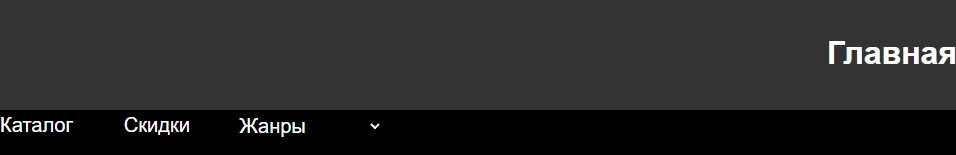 Главная
Каталог Скидки Жанры